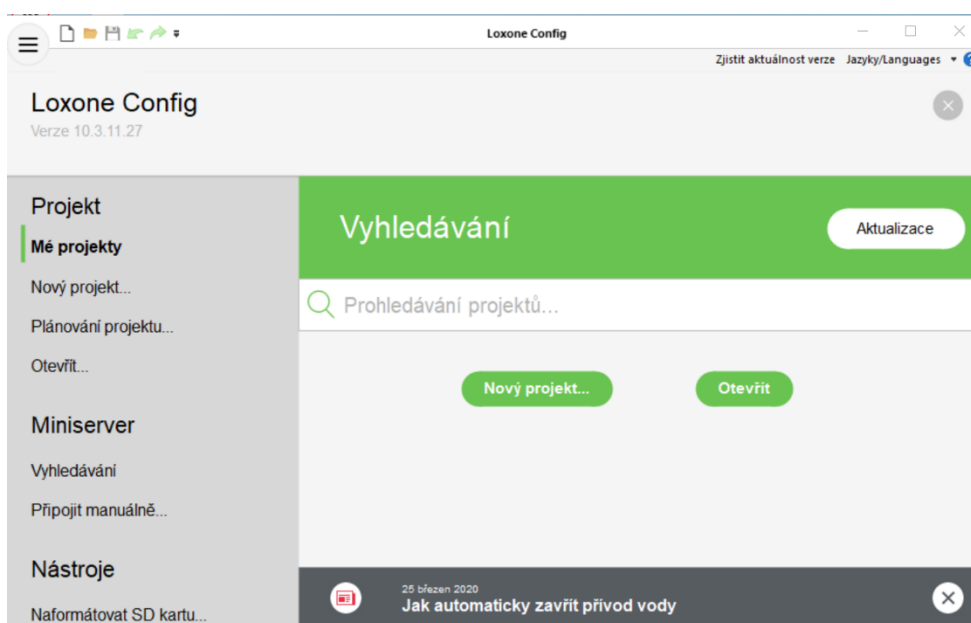 Loxone Config
Zjistit aktuálnost verze Jazyky/Languages
Loxone Config
Verze 10.3.11.27
Projekt
Mé projekty
Nový projekt...
Plánování projektu...
Otevřít...
Miniserver
Vyhledávání
Připojit manuálně...
Nástroje
Naformátovat SD kartu...
Vyhledávání
Aktualizace
Prohledávání projektů...
Nový projekt...
Otevřít
25 březen 2020
Jak automaticky zavřít přívod vody